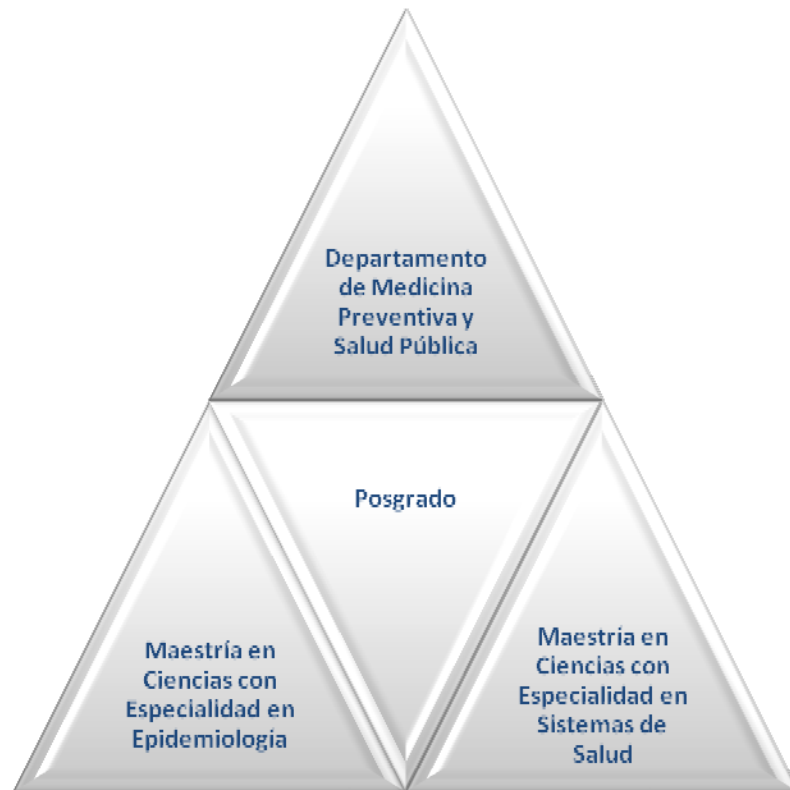 Departamento
de Medicina
Preventiva y
Salud Pública
Posgrado
Maestría en
Ciencias con
Especialidad en
Epidemiología
Maestría en
Ciencias con
Especialidad en
Sistemas de
Salud